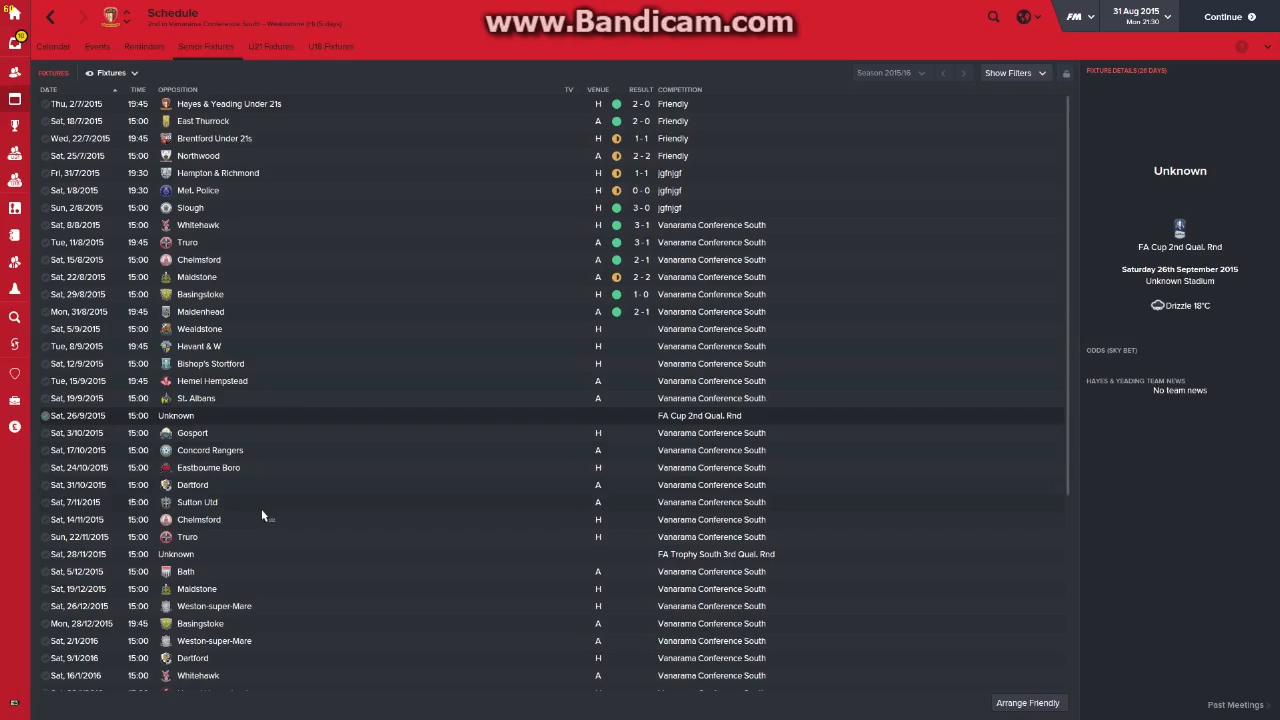 www.Bandicam.com
Schedule
2nd in Vanarama Conference South - Wealdstone (H) (5 days)
31 Aug 2015
Mon 21:30
Continue
10
Calendar Events Reminders Senior Fixtures U21 Fixtures U18 Fixtures
FIXTURES Fixtures Season 2015/16 Show Filters
DATE TIME OPPOSITION TV VENUE RESULT COMPETITION
Thu, 2/7/2015 19:45 Hayes & Yeading Under 21s H 2 - 0 Friendly
Sat, 18/7/2015 15:00 East Thurrock A 2 - 0 Friendly
Wed, 22/7/2015 19:45 Brentford Under 21s H 1 - 1 Friendly
Sat, 25/7/2015 15:00 Northwood A 2 - 2 Friendly
Fri, 31/7/2015 19:30 Hampton & Richmond H 1 - 1 jgfnjgf
Sat, 1/8/2015 19:30 Met. Police H 0 - 0 jgfnjgf
Sun, 2/8/2015 15:00 Slough H 3 - 0 jgfnjgf
Sat, 8/8/2015 15:00 Whitehawk H 3 - 1 Vanarama Conference South
Tue, 11/8/2015 19:45 Truro A 3 - 1 Vanarama Conference South
Sat, 15/8/2015 15:00 Chelmsford A 2 - 1 Vanarama Conference South
Sat, 22/8/2015 15:00 Maidstone A 2 - 2 Vanarama Conference South
Sat, 29/8/2015 15:00 Basingstoke H 1 - 0 Vanarama Conference South
Mon, 31/8/2015 19:45 Maidenhead A 2 - 1 Vanarama Conference South
Sat, 5/9/2015 15:00 Wealdstone H Vanarama Conference South
Tue, 8/9/2015 19:45 Havant & W H Vanarama Conference South
Sat, 12/9/2015 15:00 Bishop's Stortford H Vanarama Conference South
Tue, 15/9/2015 19:45 Hemel Hempstead A Vanarama Conference South
Sat, 19/9/2015 15:00 St. Albans A Vanarama Conference South
Sat, 26/9/2015 15:00 Unknown FA Cup 2nd Qual. Rnd
Sat, 3/10/2015 15:00 Gosport H Vanarama Conference South
Sat, 17/10/2015 15:00 Concord Rangers A Vanarama Conference South
Sat, 24/10/2015 15:00 Eastbourne Boro H Vanarama Conference South
Sat, 31/10/2015 15:00 Dartford A Vanarama Conference South
Sat, 7/11/2015 15:00 Sutton Utd A Vanarama Conference South
Sat, 14/11/2015 15:00 Chelmsford H Vanarama Conference South
Sun, 22/11/2015 15:00 Truro H Vanarama Conference South
Sat, 28/11/2015 15:00 Unknown FA Trophy South 3rd Qual. Rnd
Sat, 5/12/2015 15:00 Bath A Vanarama Conference South
Sat, 19/12/2015 15:00 Maidstone H Vanarama Conference South
Sat, 26/12/2015 15:00 Weston-super-Mare H Vanarama Conference South
Mon, 28/12/2015 19:45 Basingstoke A Vanarama Conference South
Sat, 2/1/2016 15:00 Weston-super-Mare A Vanarama Conference South
Sat, 9/1/2016 15:00 Dartford H Vanarama Conference South
Sat, 16/1/2016 15:00 Whitehawk A Vanarama Conference South
Arrange Friendly
FIXTURE DETAILS (26 DAYS)
Unknown
FA Cup 2nd Qual. Rnd
Saturday 26th September 2015
Unknown Stadium
Drizzle 18°C
ODDS (SKY BET)
HAYES & YEADING TEAM NEWS
No team news
Past Meetings